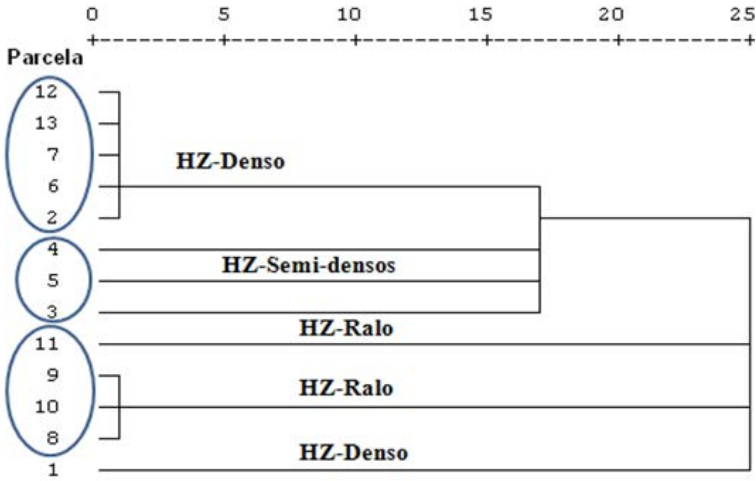 0 5 10 15 20 25
+---------+---------+---------+---------+---------+
Parcela
12
13
7 HZ-Denso
6
2
4
5 HZ-Semi-densos
3
HZ-Ralo
11
9 HZ-Ralo
10
8
HZ-Denso
1